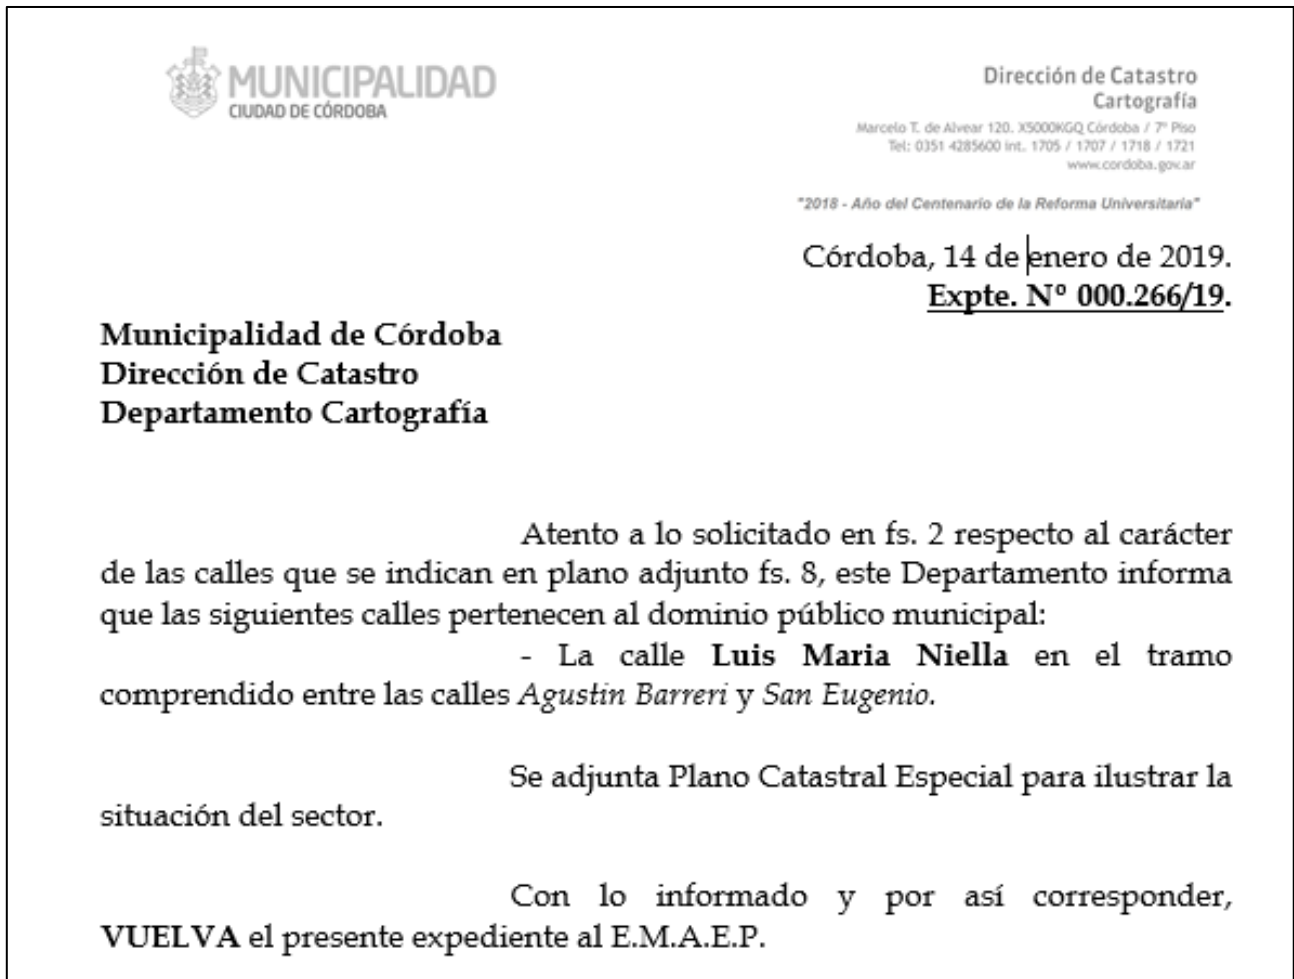 MUNICIPALIDAD
CIUDAD DE CÓRDOBA
Dirección de Catastro
Cartografía
Marcelo T. de Alvear 120. X5000KGQ Córdoba / 7º Piso
Tel: 0351 4285600 int. 1705 / 1707 / 1718 / 1721
www.cordoba.gov.ar
"2018 - Año del Centenario de la Reforma Universitaria"
Córdoba, 14 de enero de 2019.
Expte. Nº 000.266/19.
Municipalidad de Córdoba
Dirección de Catastro
Departamento Cartografía
Atento a lo solicitado en fs. 2 respecto al carácter
de las calles que se indican en plano adjunto fs. 8, este Departamento informa
que las siguientes calles pertenecen al dominio público municipal:
- La calle Luis Maria Niella en el tramo
comprendido entre las calles Agustin Barreri y San Eugenio.
Se adjunta Plano Catastral Especial para ilustrar la
situación del sector.
Con lo informado y por así corresponder,
VUELVA el presente expediente al E.M.A.E.P.